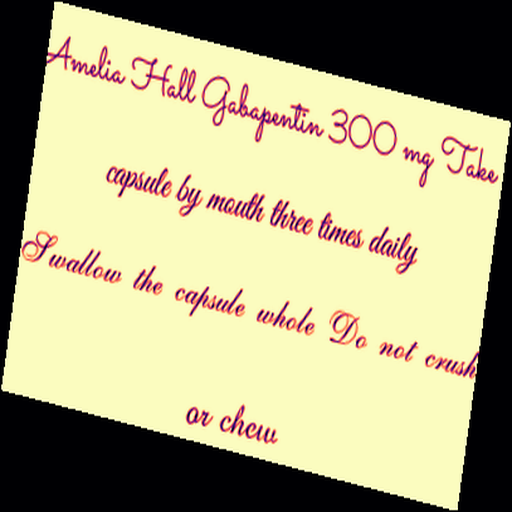 Amelia Hall Gabapentin 300 mg Take
capsule by mouth three times daily
Swallow the capsule whole Do not crush
or chew